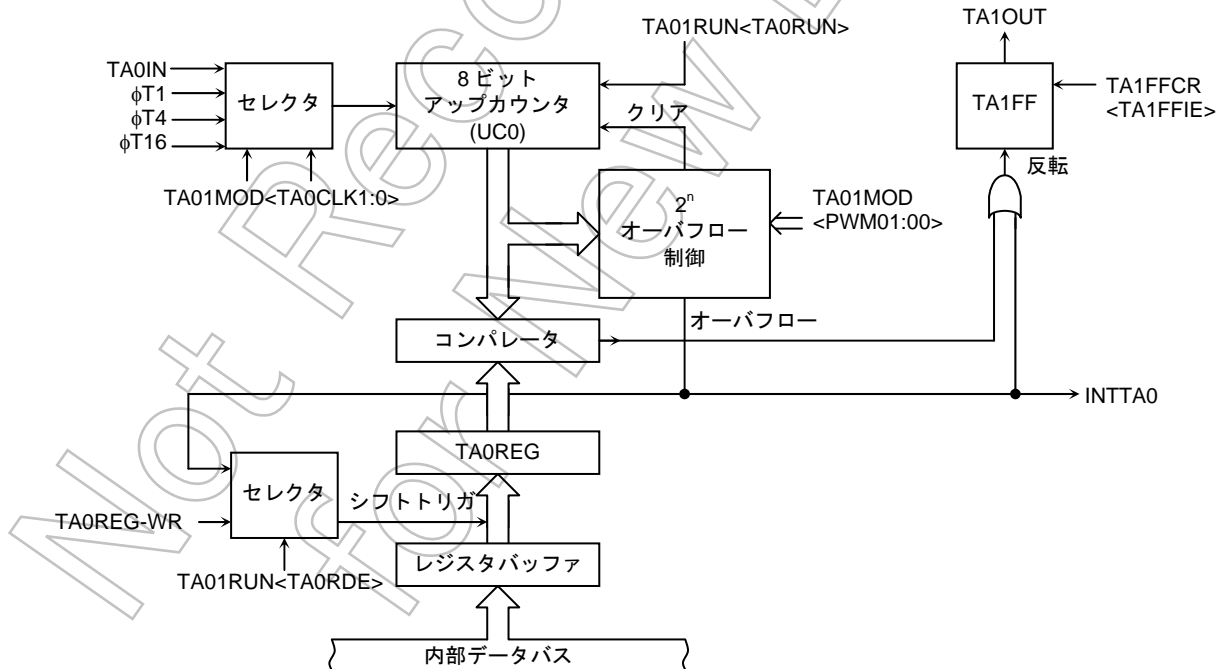 TA1OUT
TA01RUN<TA0RUN>
TA0IN
φT1
φT4
φT16
セレクタ
8 ビット
アップカウンタ
(UC0)
クリア
TA1FF
TA1FFCR
<TA1FFIE>
反転
TA01MOD<TA0CLK1:0>
2ⁿ
オーバフロー
制御
TA01MOD
<PWM01:00>
コンパレータ
オーバフロー
INTTA0
TA0REG
セレクタ
シフトトリガ
TA0REG-WR
レジスタバッファ
TA01RUN<TA0RDE>
内部データバス
Not Reco
for New